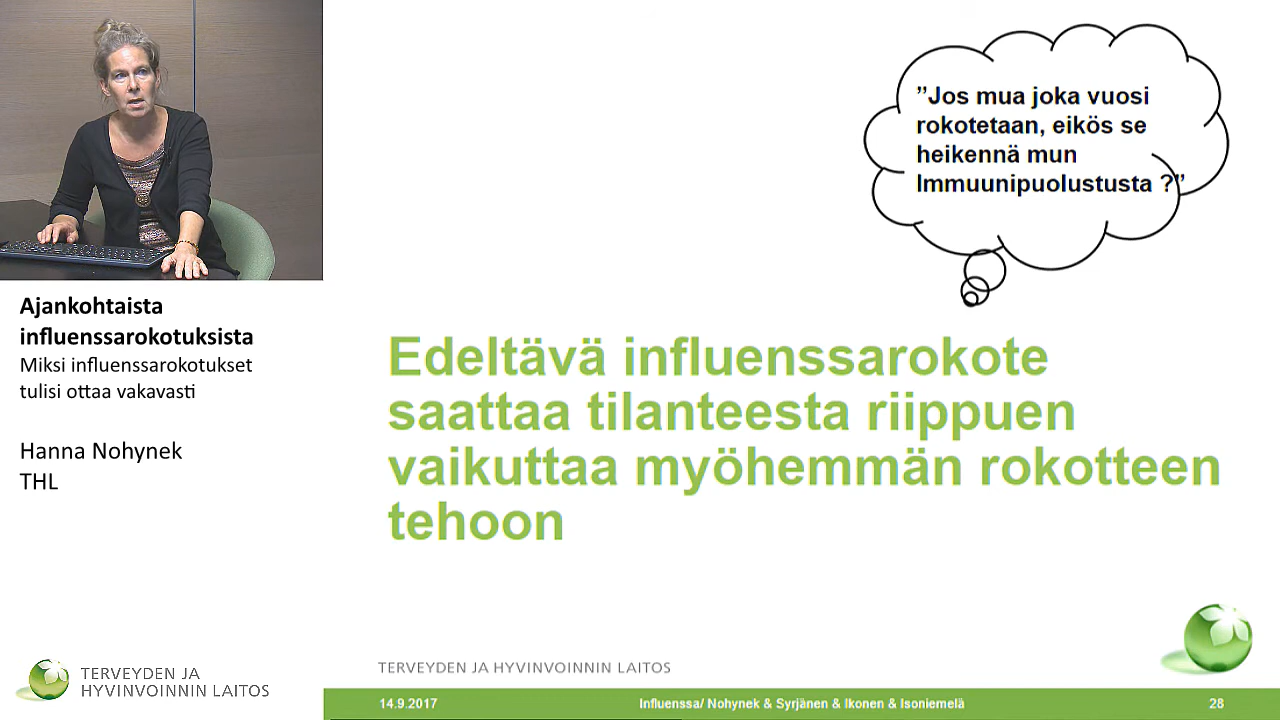 Ajankohtaista
influenssarokotuksista
Miksi influenssarokotukset
tulisi ottaa vakavasti
Hanna Nohynek
THL
TERVEYDEN JA
HYVINVOINNIN LAITOS
”Jos mua joka vuosi
rokotetaan, eikös se
heikennä mun
Immuunipuolustusta ?”
Edeltävä influenssarokote
saattaa tilanteesta riippuen
vaikuttaa myöhemmän rokotteen
tehoon
TERVEYDEN JA HYVINVOINNIN LAITOS
14.9.2017
Influenssa/ Nohynek & Syrjänen & Ikonen & Isoniemelä
28